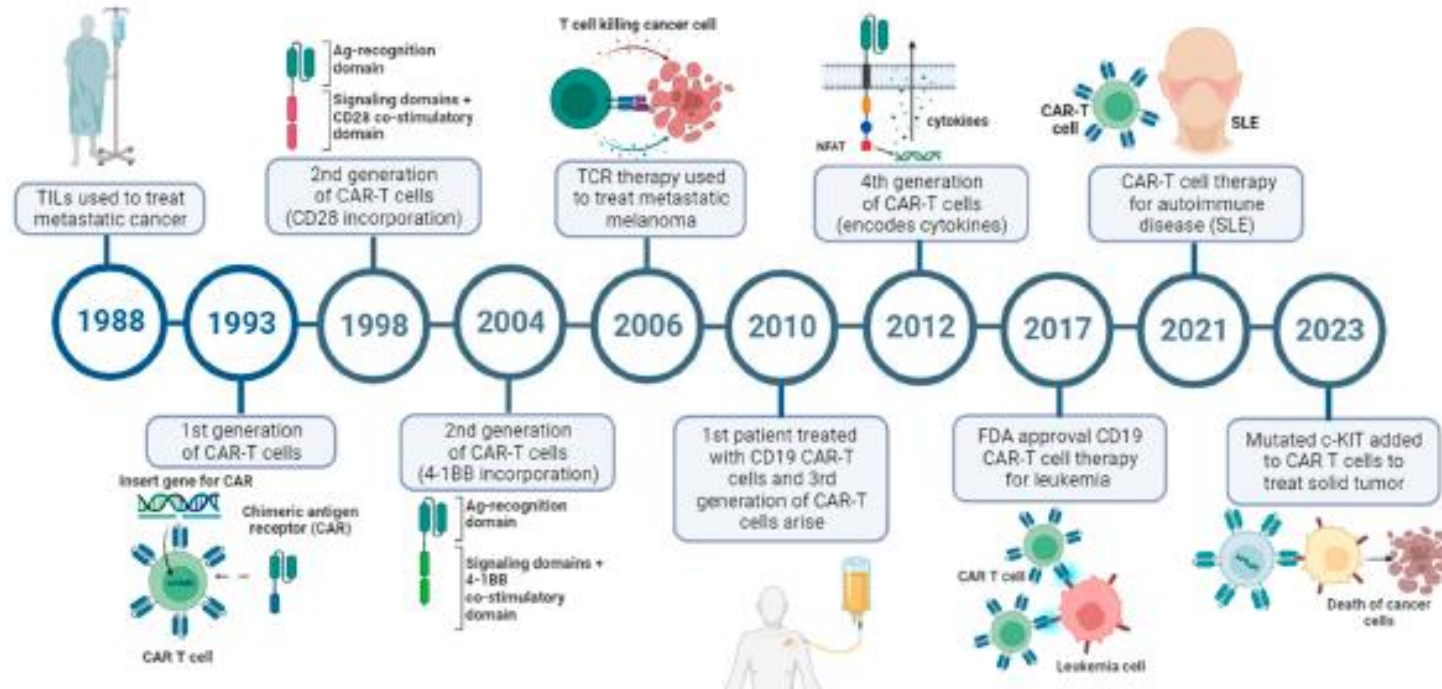 T cell killing cancer cell
Ag-recognition
domain
Signaling domains +
CD28 co-stimulatory
domain
cytokines
NFAT
CAR-T
cell
SLE
TILs used to treat
metastatic cancer
2nd generation
of CAR-T cells
(CD28 incorporation)
TCR therapy used
to treat metastatic
melanoma
4th generation
of CAR-T cells
(encodes cytokines)
CAR-T cell therapy
for autoimmune
disease (SLE)
1988
1993
1998
2004
2006
2010
2012
2017
2021
2023
1st generation
of CAR-T cells
2nd generation
of CAR-T cells
(4-1BB incorporation)
1st patient treated
with CD19 CAR-T
cells and 3rd
generation of CAR-T
cells arise
FDA approval CD19
CAR-T cell therapy
for leukemia
Mutated c-KIT added
to CAR T cells to
treat solid tumor
Insert gene for CAR
Chimeric antigen
receptor (CAR)
CAR T cell
Ag-recognition
domain
Signaling domains +
4-1BB
co-stimulatory
domain
CAR T cell
Leukemia cell
Death of cancer
cells